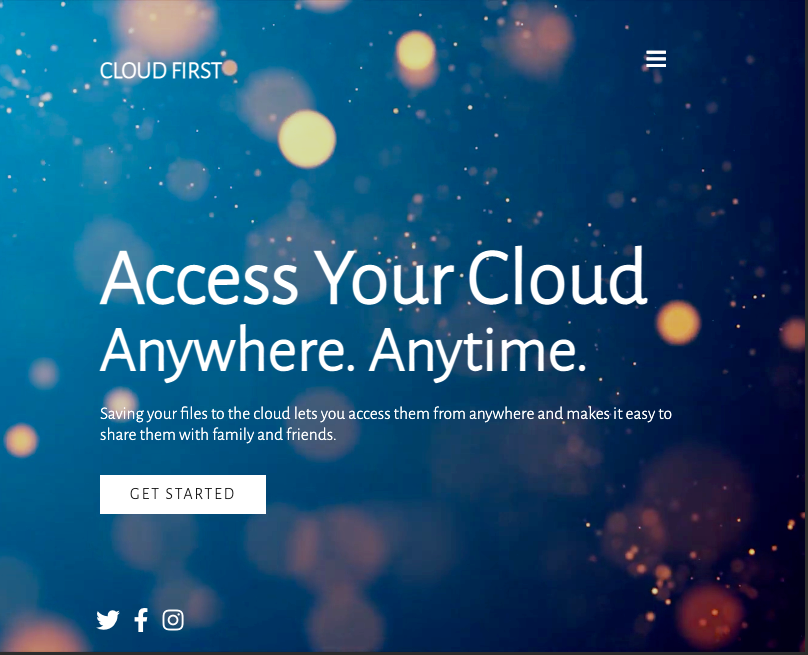 CLOUD FIRST
Access Your Cloud
Anywhere. Anytime.
Saving your files to the cloud lets you access them from anywhere and makes it easy to
share them with family and friends.
GET STARTED